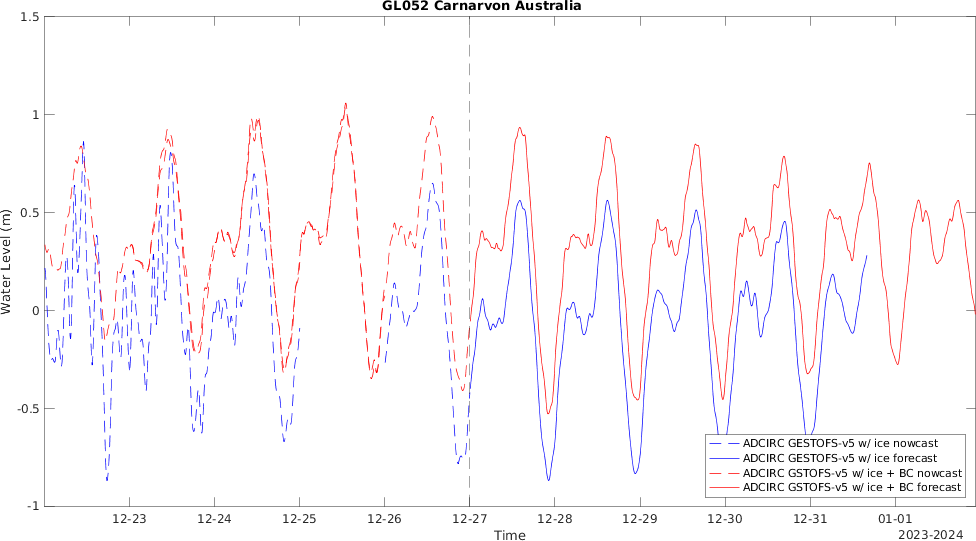 GL052 Carnarvon Australia
1.5
1
0.5
0
-0.5
-1
Water Level (m)
12-23
12-24
12-25
12-26
12-27
12-28
12-29
12-30
12-31
01-01
Time
2023-2024
ADCIRC GESTOFS-v5 w/ ice nowcast
ADCIRC GESTOFS-v5 w/ ice forecast
ADCIRC GSTOFS-v5 w/ ice + BC nowcast
ADCIRC GSTOFS-v5 w/ ice + BC forecast